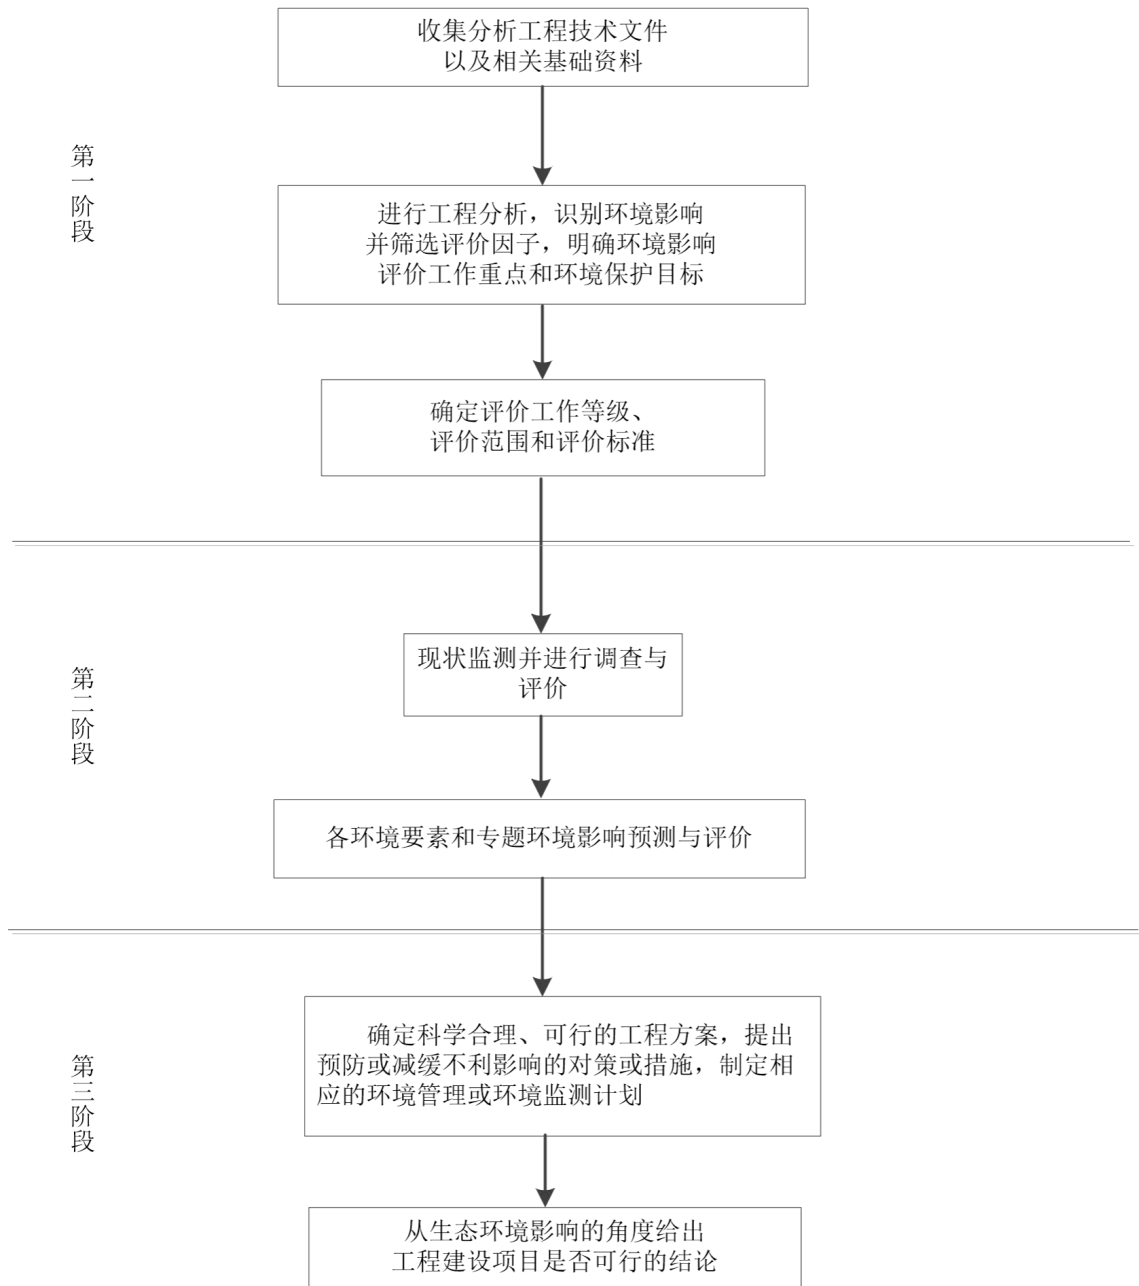 收集分析工程技术文件
以及相关基础资料
第一阶段
进行工程分析，识别环境影响
并筛选评价因子，明确环境影响
评价工作重点和环境保护目标
确定评价工作等级、
评价范围和评价标准
现状监测并进行调查与
评价
第二阶段
各环境要素和专题环境影响预测与评价
确定科学合理、可行的工程方案，提出
预防或减缓不利影响的对策或措施，制定相
应的环境管理或环境监测计划
第三阶段
从生态环境影响的角度给出
工程建设项目是否可行的结论